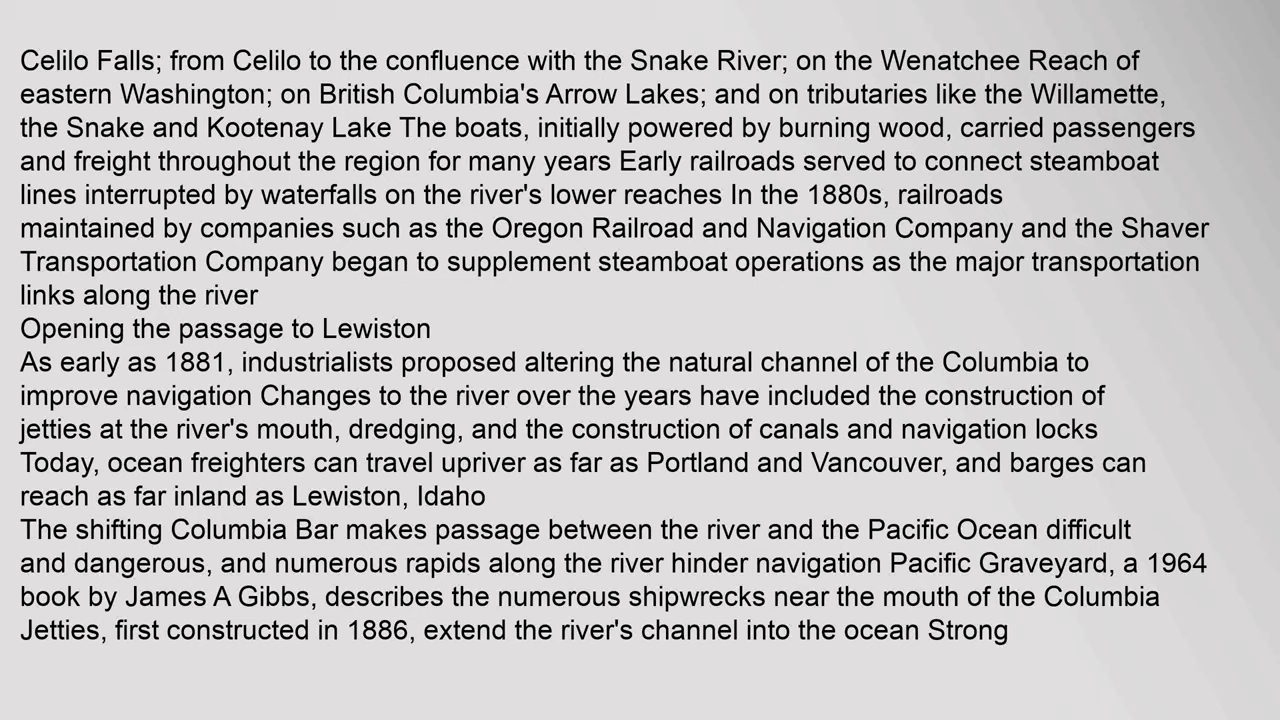 Celilo Falls; from Celilo to the confluence with the Snake River; on the Wenatchee Reach of
eastern Washington; on British Columbia's Arrow Lakes; and on tributaries like the Willamette,
the Snake and Kootenay Lake The boats, initially powered by burning wood, carried passengers
and freight throughout the region for many years Early railroads served to connect steamboat
lines interrupted by waterfalls on the river's lower reaches In the 1880s, railroads
maintained by companies such as the Oregon Railroad and Navigation Company and the Shaver
Transportation Company began to supplement steamboat operations as the major transportation
links along the river
Opening the passage to Lewiston
As early as 1881, industrialists proposed altering the natural channel of the Columbia to
improve navigation Changes to the river over the years have included the construction of
jetties at the river's mouth, dredging, and the construction of canals and navigation locks
Today, ocean freighters can travel upriver as far as Portland and Vancouver, and barges can
reach as far inland as Lewiston, Idaho
The shifting Columbia Bar makes passage between the river and the Pacific Ocean difficult
and dangerous, and numerous rapids along the river hinder navigation Pacific Graveyard, a 1964
book by James A Gibbs, describes the numerous shipwrecks near the mouth of the Columbia
Jetties, first constructed in 1886, extend the river's channel into the ocean Strong